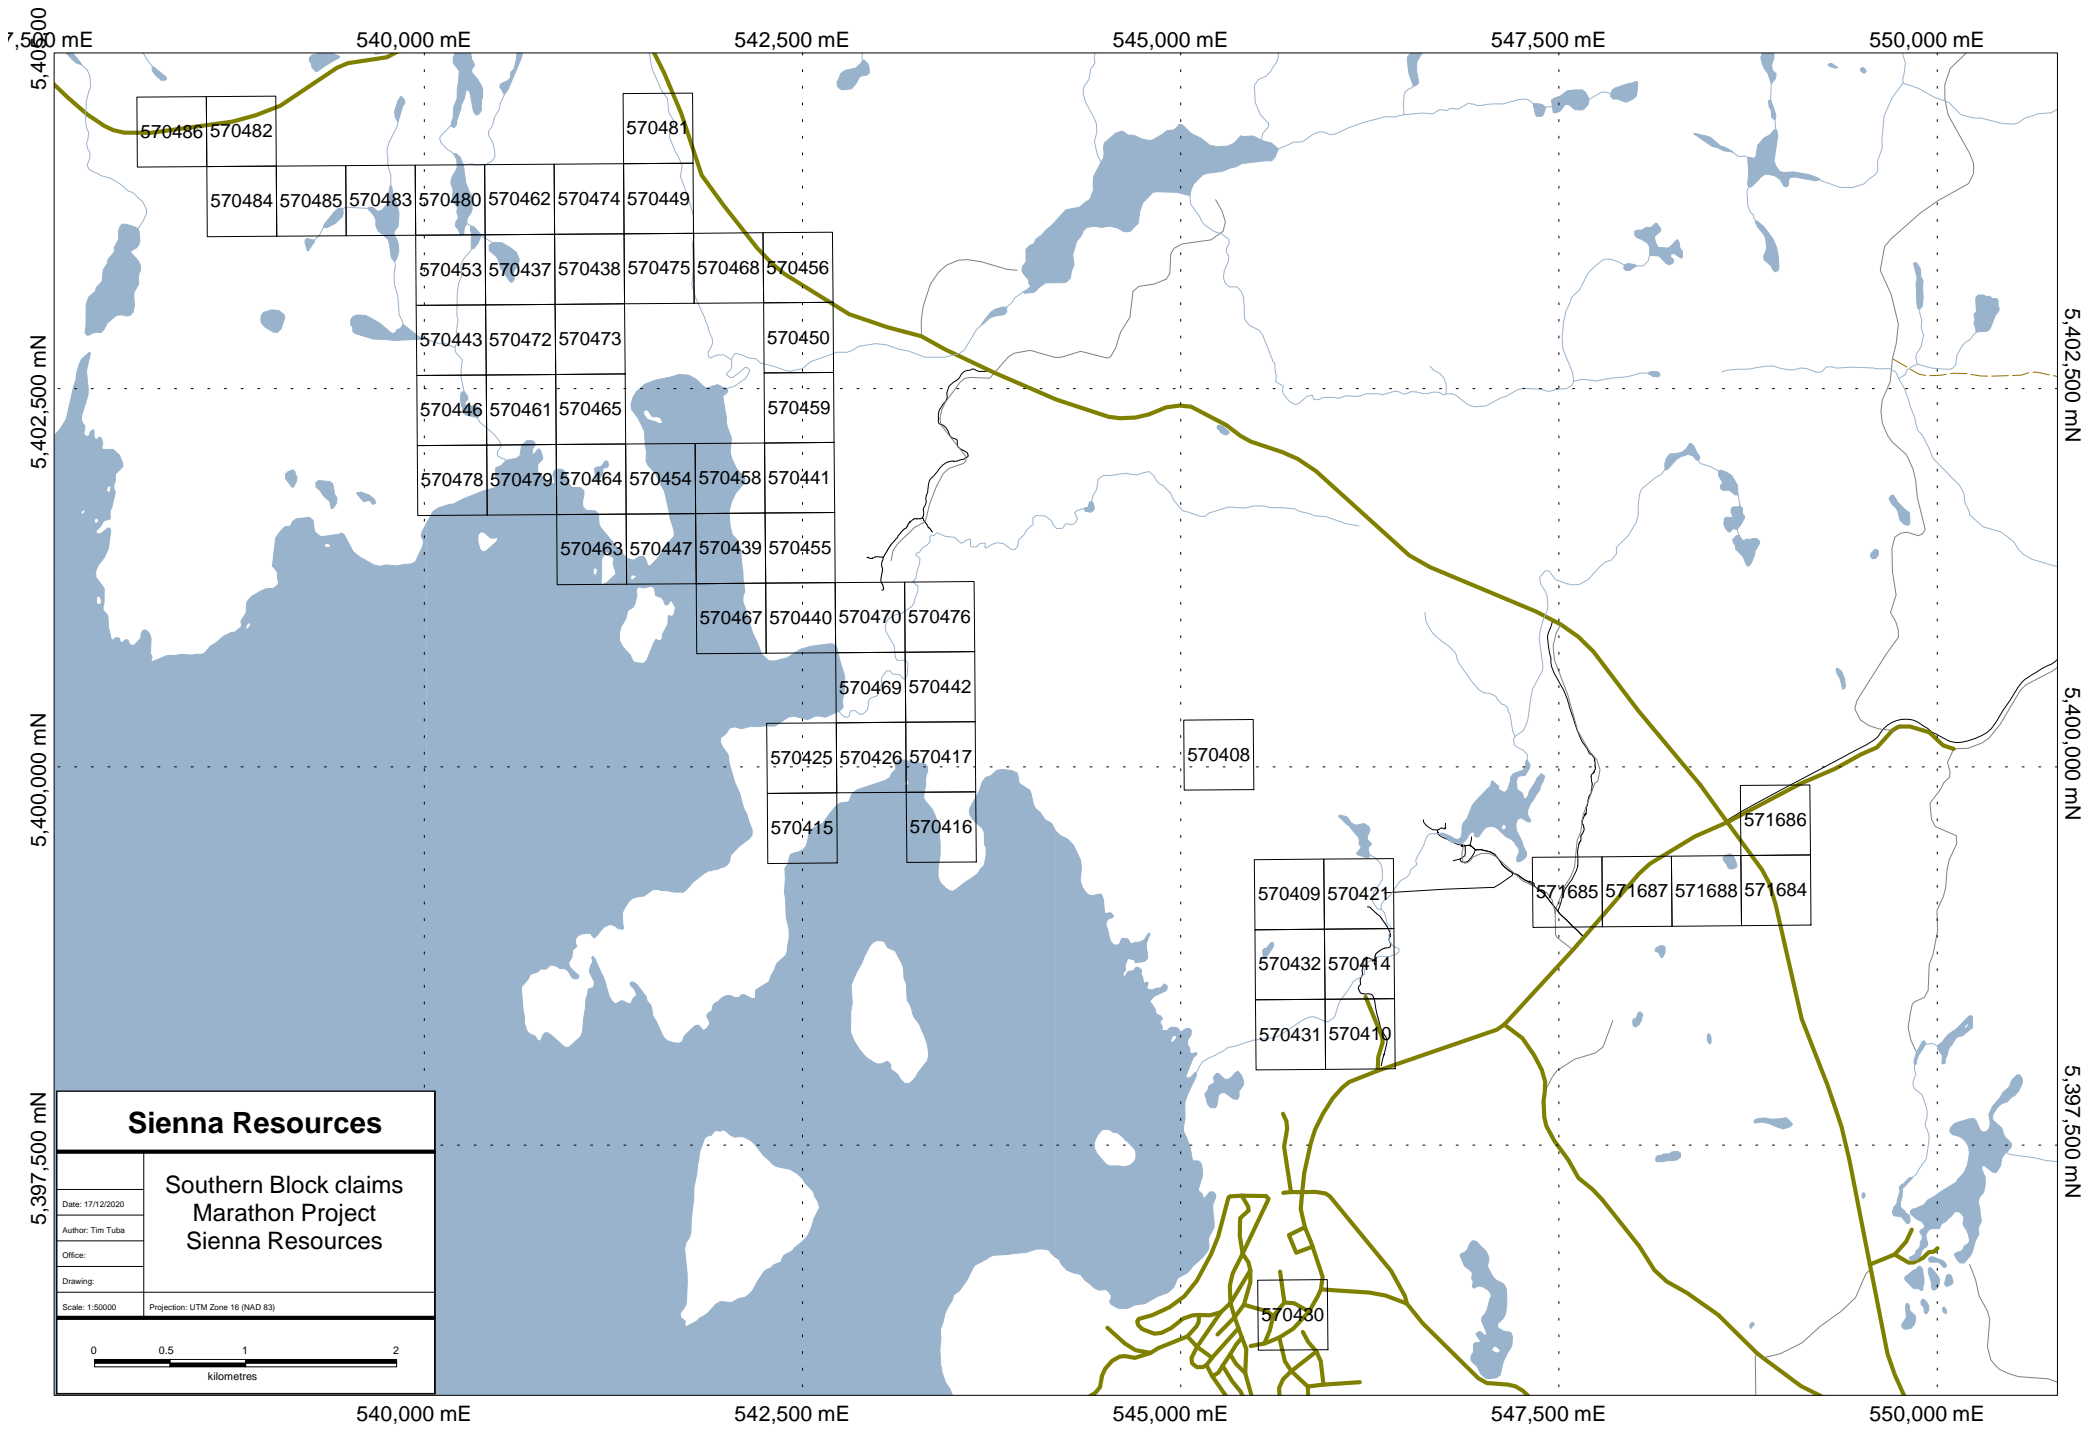 7,500 mE
540,000 mE
542,500 mE
545,000 mE
547,500 mE
550,000 mE
570486
570482
570481
570484
570485
570483
570480
570462
570474
570449
570453
570437
570438
570475
570468
570456
570443
570472
570473
570450
570446
570461
570465
570459
570478
570479
570464
570454
570458
570441
570463
570447
570439
570455
570467
570440
570470
570476
570469
570442
570425
570426
570417
570408
570415
570416
571686
570409
570421
571685
571687
571688
571684
570432
570414
570431
570410
570430
5,402,500 mN
5,400,000 mN
5,397,500 mN
5,402,500 mN
5,400,000 mN
5,397,500 mN
Sienna Resources
Southern Block claims
Marathon Project
Sienna Resources
Date: 17/12/2020
Author: Tim Tuba
Office:
Drawing:
Scale: 1:50000
Projection: UTM Zone 16 (NAD 83)
0
0.5
1
2
kilometres
540,000 mE
542,500 mE
545,000 mE
547,500 mE
550,000 mE